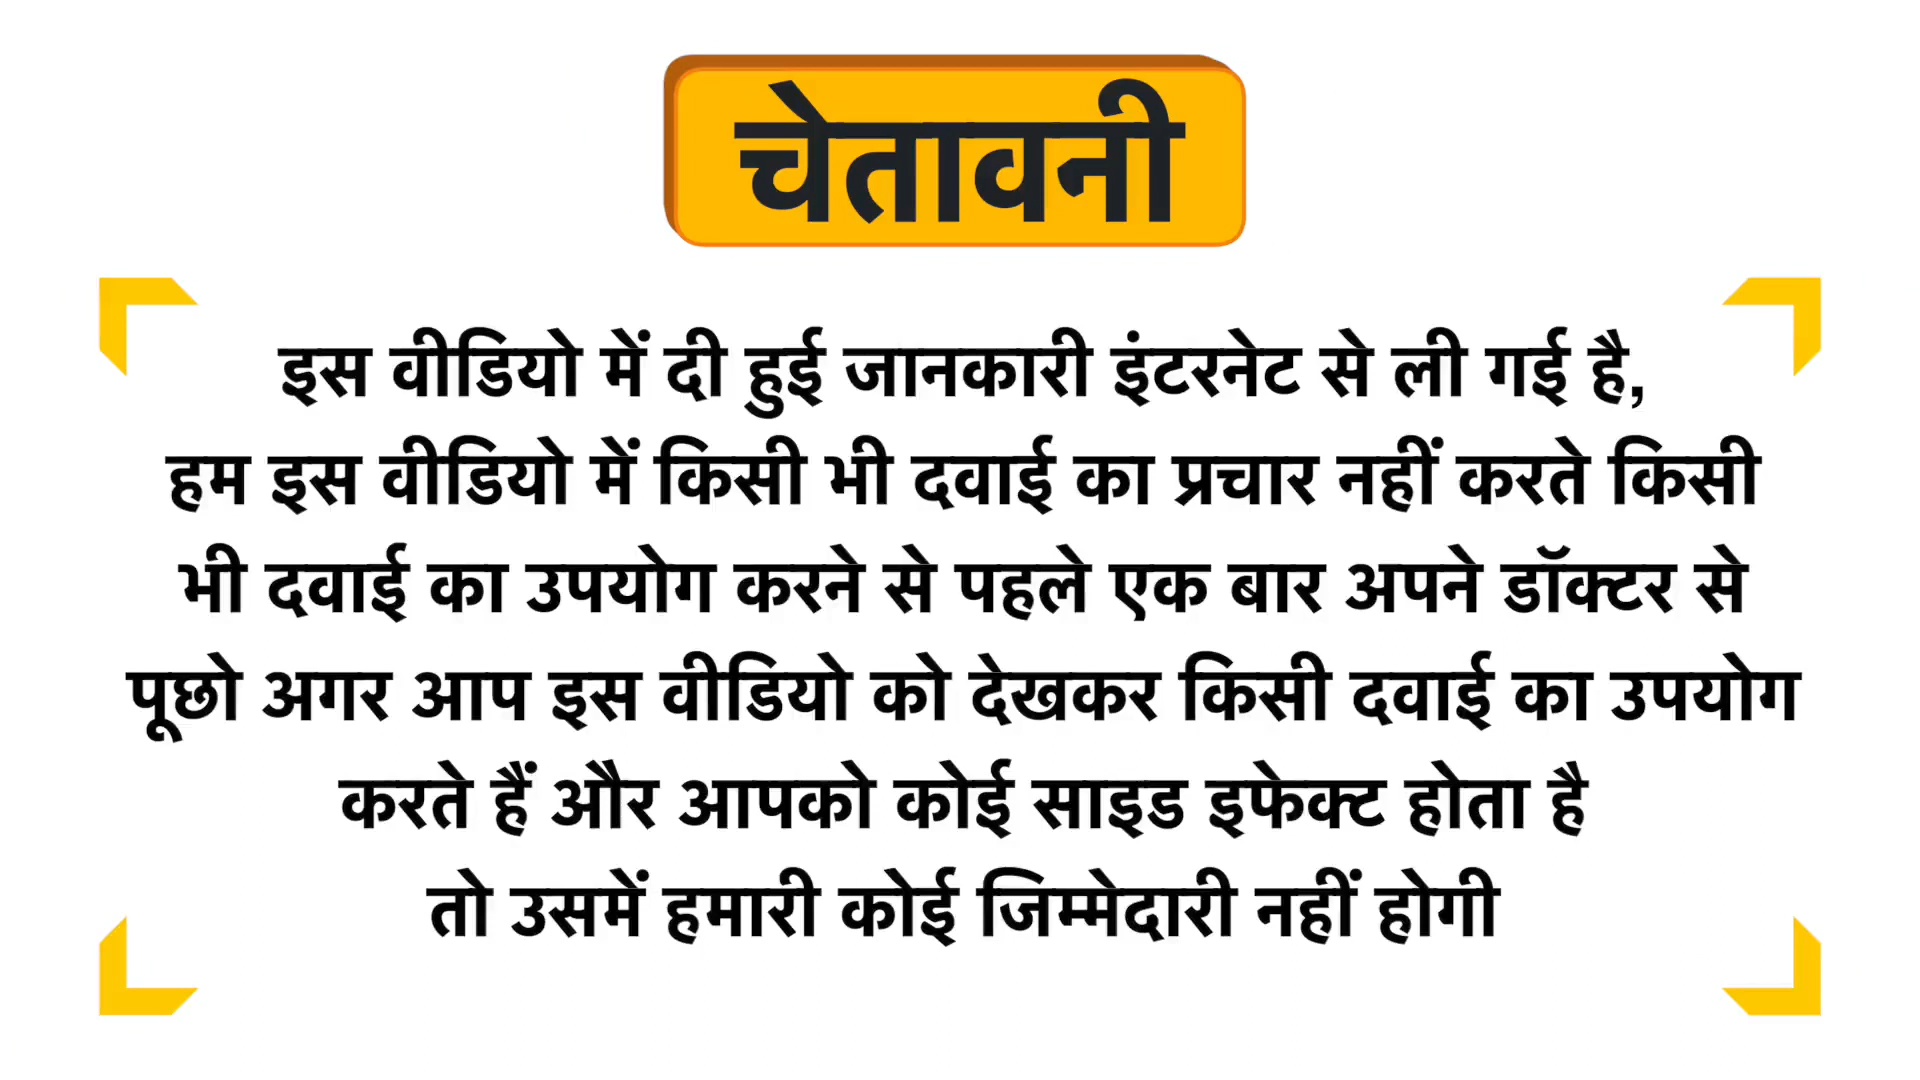 चेतावनी
इस वीडियो में दी हुई जानकारी इंटरनेट से ली गई है,
हम इस वीडियो में किसी भी दवाई का प्रचार नहीं करते किसी
भी दवाई का उपयोग करने से पहले एक बार अपने डॉक्टर से
पूछो अगर आप इस वीडियो को देखकर किसी दवाई का उपयोग
करते हैं और आपको कोई साइड इफेक्ट होता है
तो उसमें हमारी कोई जिम्मेदारी नहीं होगी